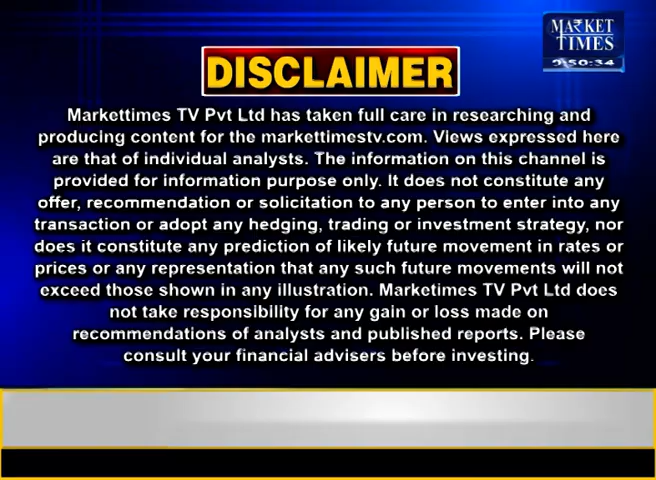 MARKET
TIMES
9:50:34
DISCLAIMER
Markettimes TV Pvt Ltd has taken full care in researching and
producing content for the markettimestv.com. Views expressed here
are that of individual analysts. The information on this channel is
provided for information purpose only. It does not constitute any
offer, recommendation or solicitation to any person to enter into any
transaction or adopt any hedging, trading or investment strategy, nor
does it constitute any prediction of likely future movement in rates or
prices or any representation that any such future movements will not
exceed those shown in any illustration. Marketimes TV Pvt Ltd does
not take responsibility for any gain or loss made on
recommendations of analysts and published reports. Please
consult your financial advisers before investing.